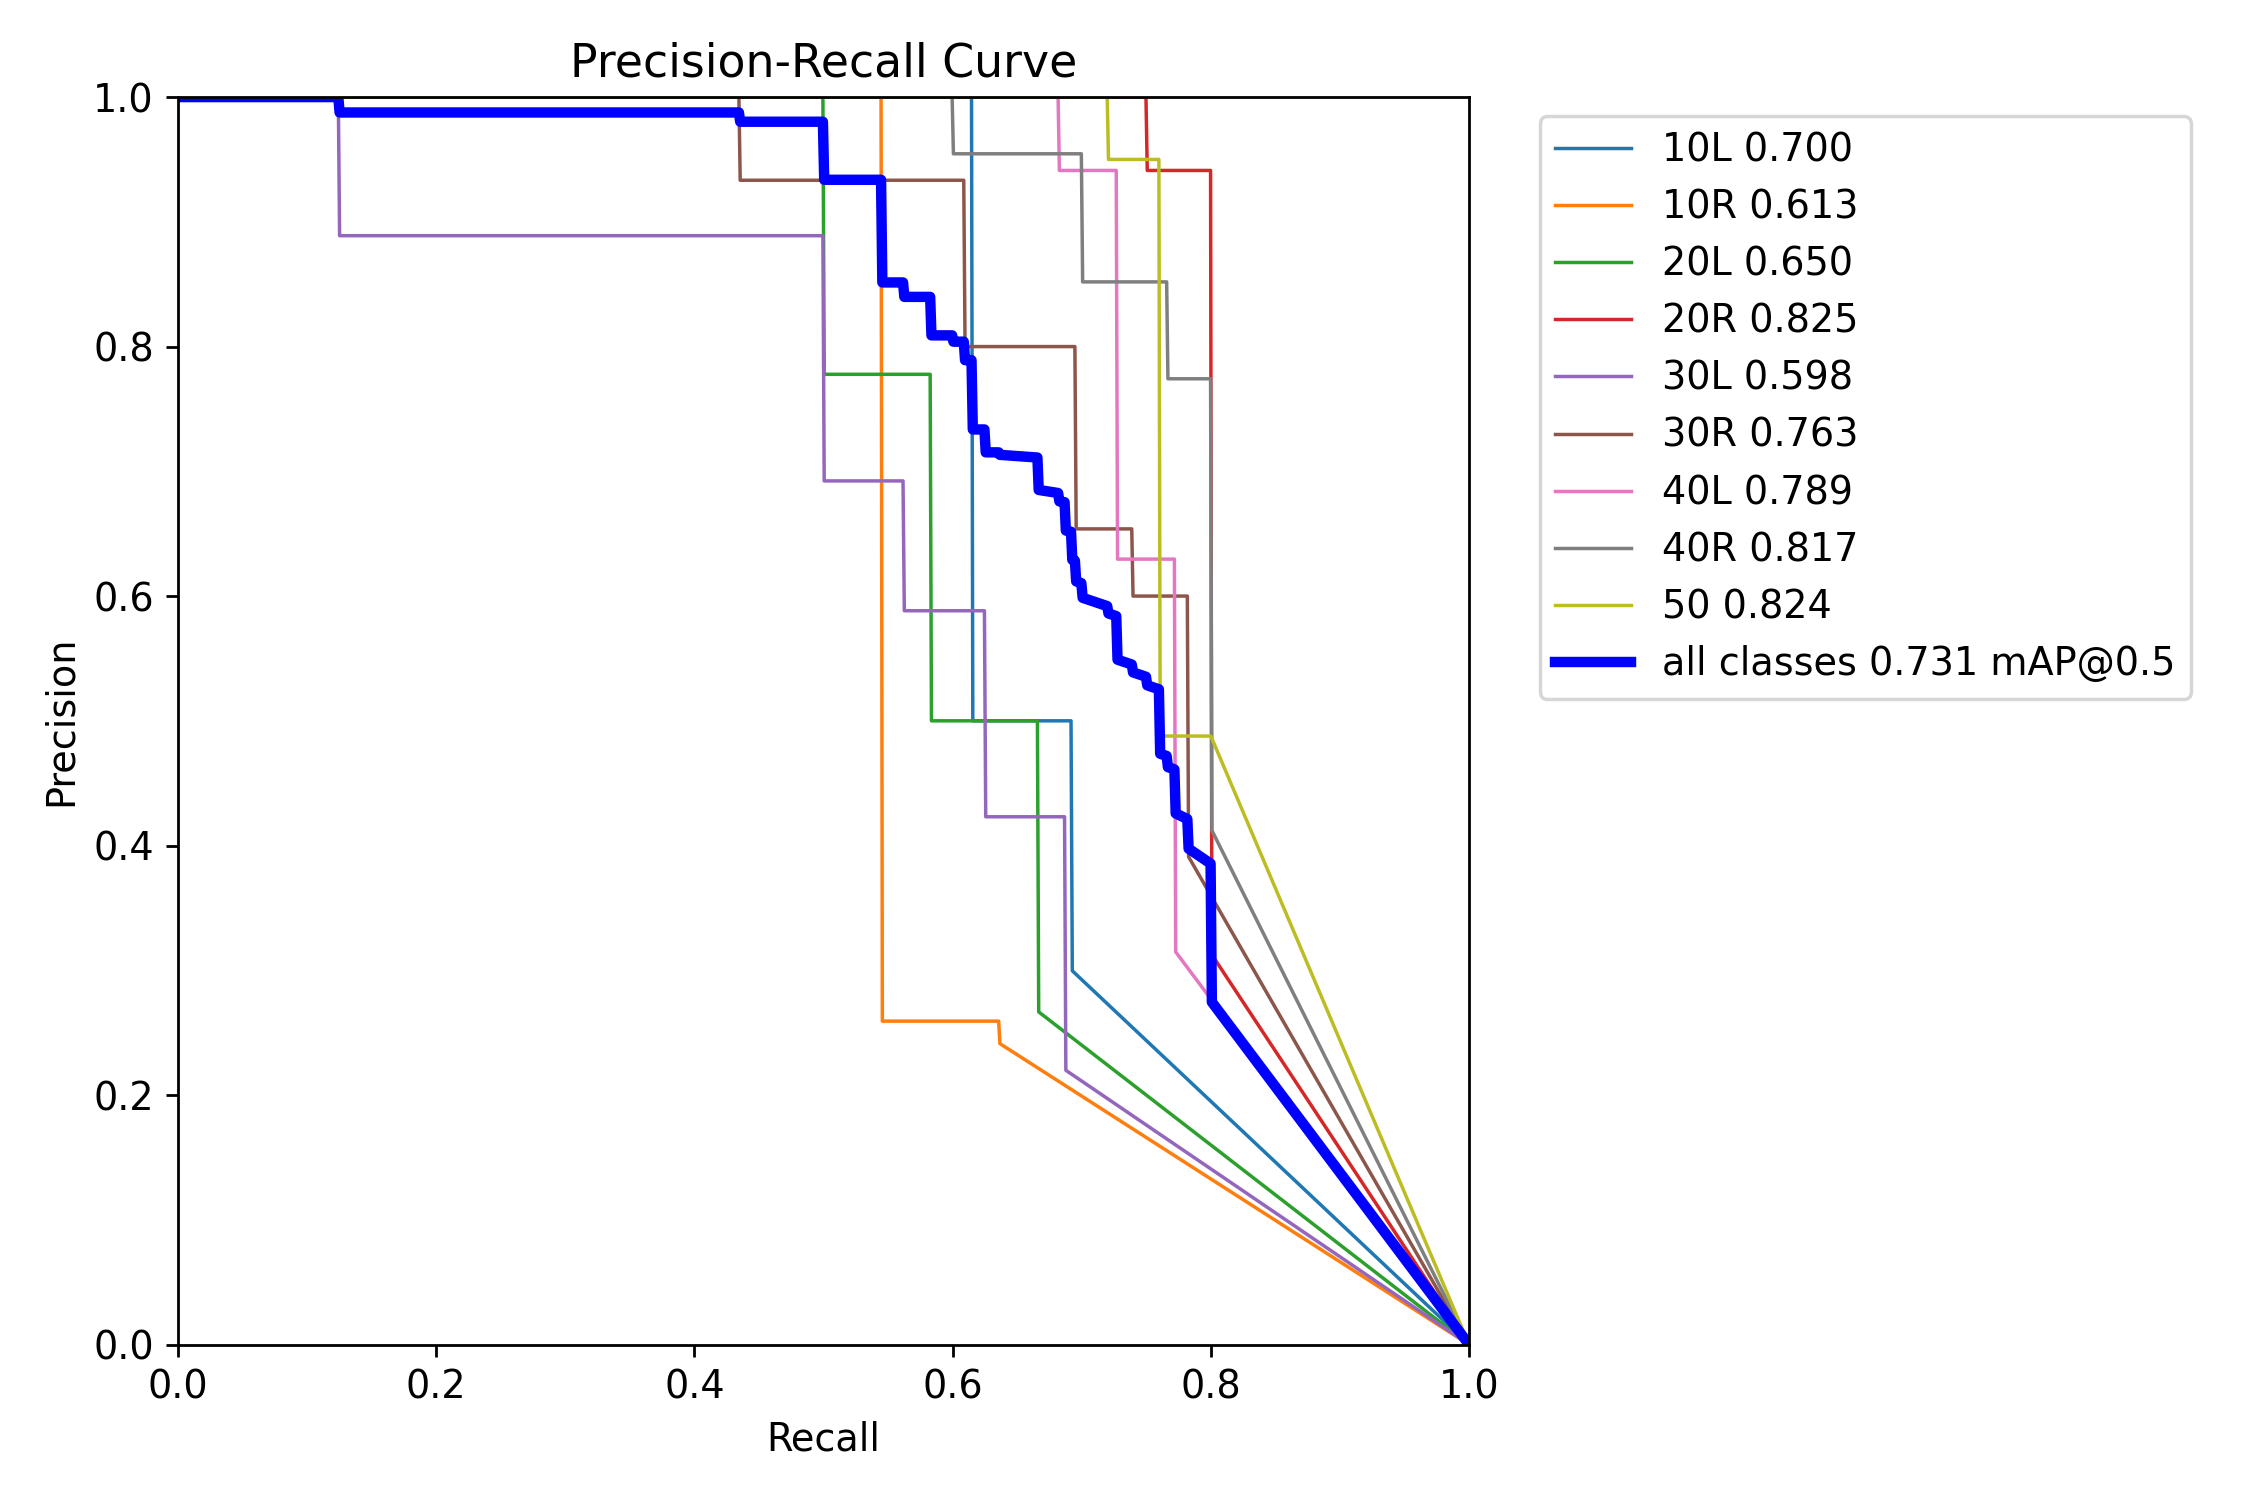 Precision-Recall Curve
1.0
0.8
0.6
0.4
0.2
0.0
Precision
0.0 0.2 0.4 0.6 0.8 1.0
Recall
10L 0.700
10R 0.613
20L 0.650
20R 0.825
30L 0.598
30R 0.763
40L 0.789
40R 0.817
50 0.824
all classes 0.731 mAP@0.5